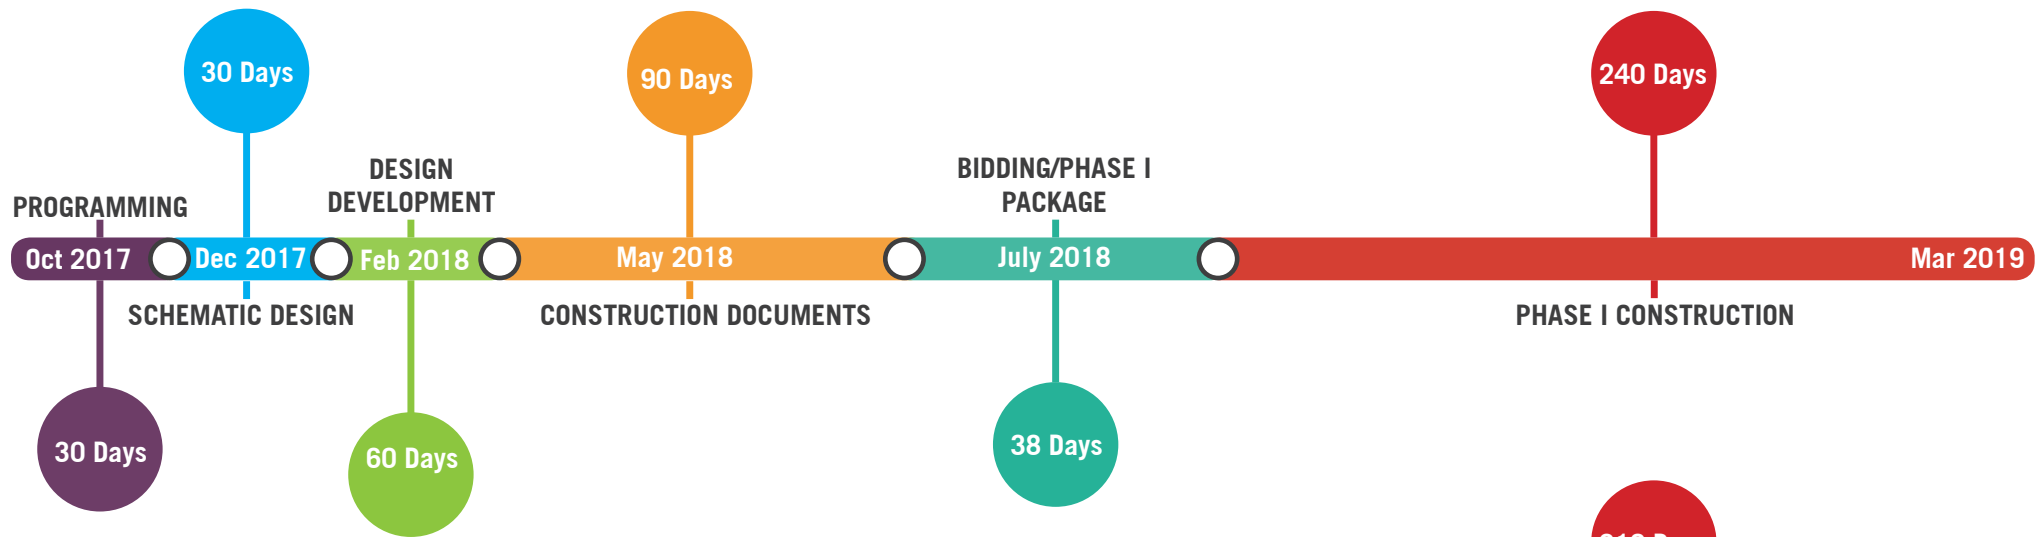 30 Days
90 Days
240 Days
DESIGN
DEVELOPMENT
BIDDING/PHASE I
PACKAGE
PROGRAMMING
Oct 2017
Dec 2017
Feb 2018
May 2018
July 2018
Mar 2019
SCHEMATIC DESIGN
CONSTRUCTION DOCUMENTS
PHASE I CONSTRUCTION
30 Days
60 Days
38 Days